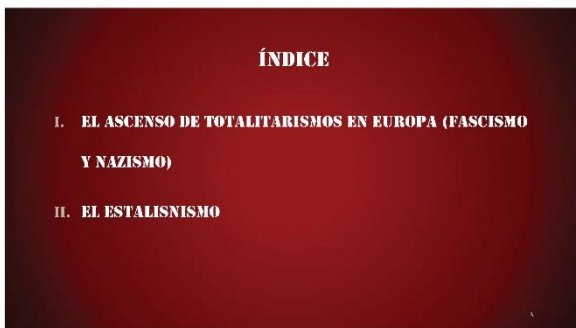 ÍNDICE
I. EL ASCENSO DE TOTALITARISMOS EN EUROPA (FASCISMO
Y NAZISMO)
II. EL ESTALISNISMO